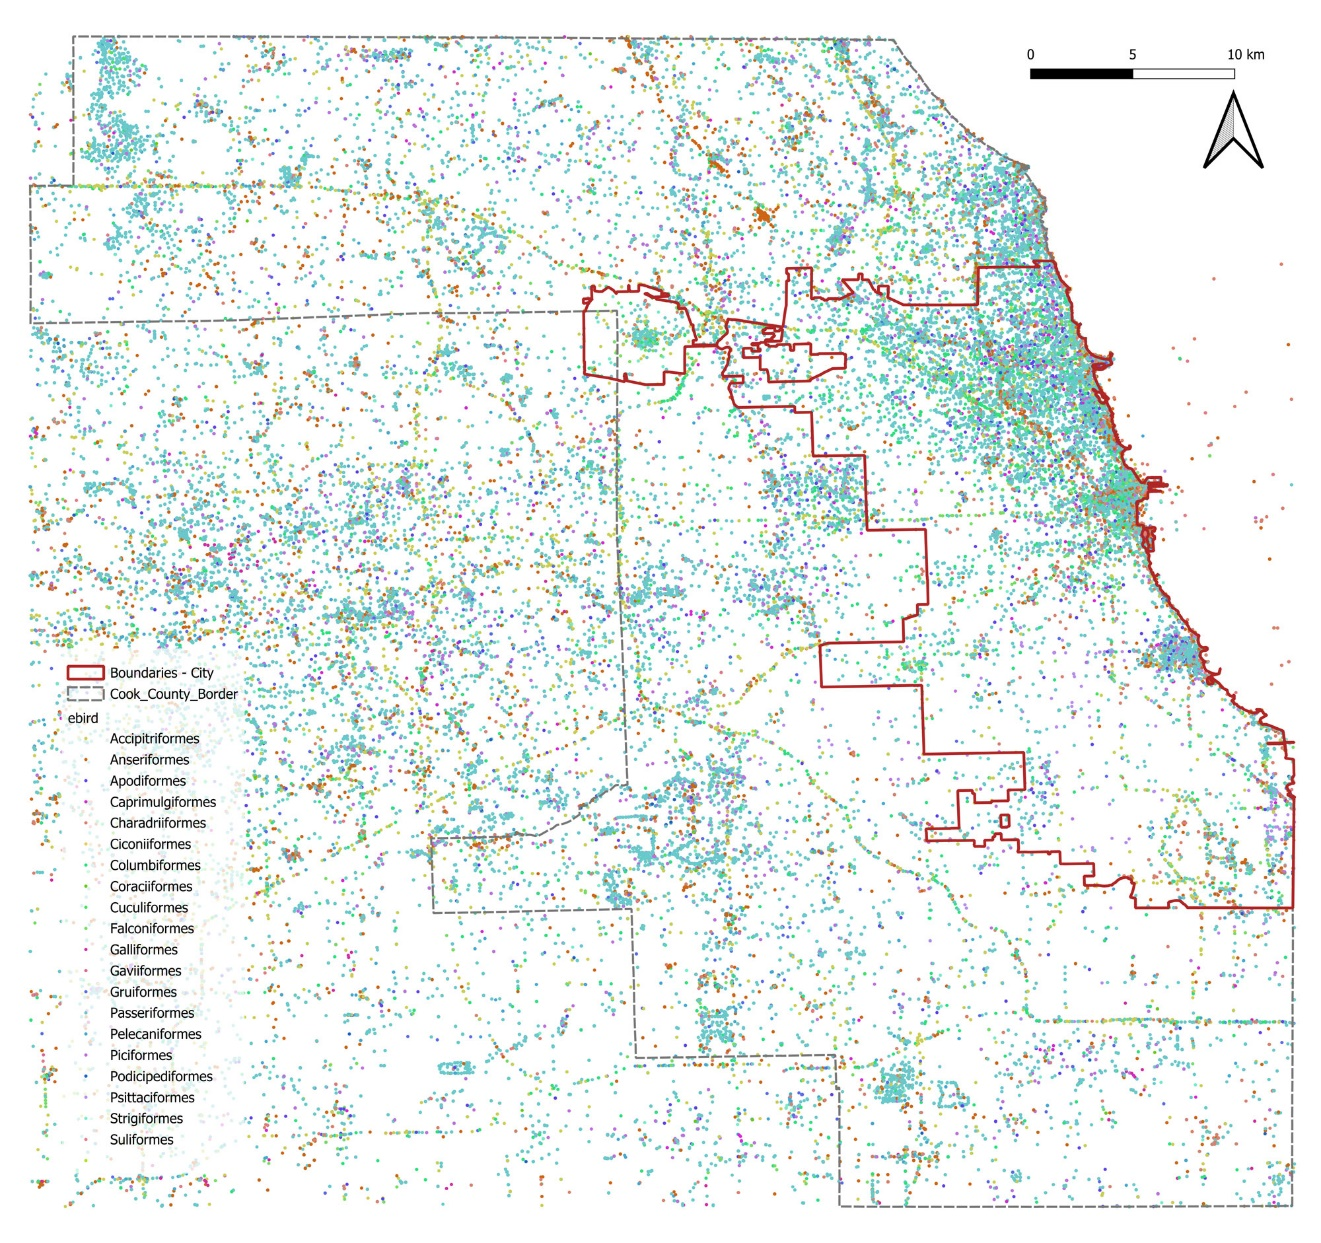 0 5 10 km
Boundaries - City
Cook_County_Border
ebird
Accipitriformes
Anseriformes
Apodiformes
Caprimulgiformes
Charadriiformes
Ciconiiformes
Columbiformes
Coraciiformes
Cuculiformes
Falconiformes
Galliformes
Gaviiformes
Gruiformes
Passeriformes
Pelecaniformes
Piciformes
Podicipediformes
Psittaciformes
Strigiformes
Suliformes